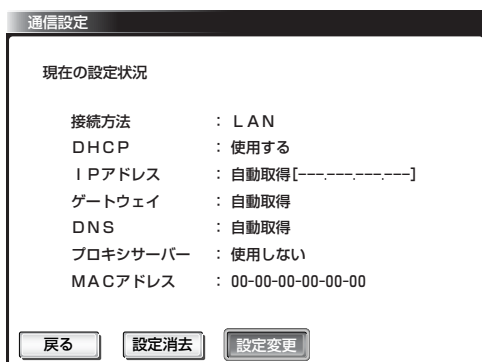 通信設定
現在の設定状況
接続方法 : LAN
DHCP : 使用する
IPアドレス : 自動取得[---.---.---.---]
ゲートウェイ : 自動取得
DNS : 自動取得
プロキシサーバー : 使用しない
MACアドレス : 00-00-00-00-00-00
戻る 設定消去 設定変更